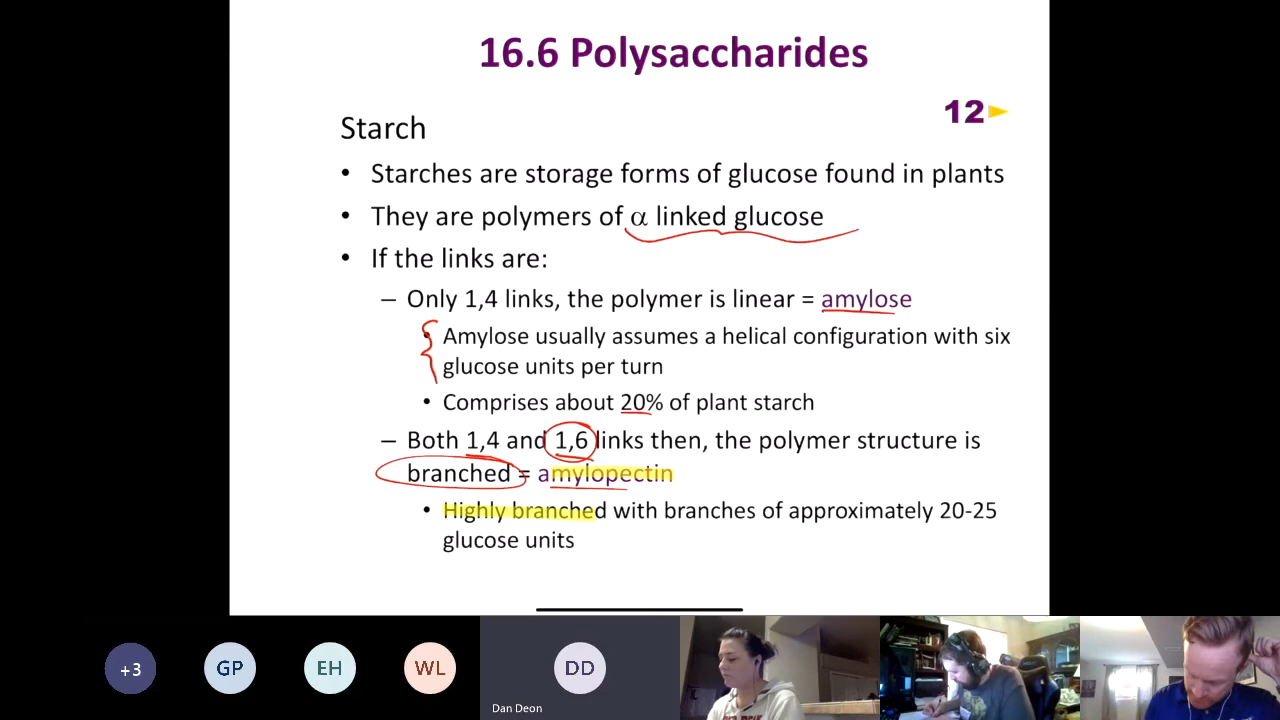 16.6 Polysaccharides
12
Starch
• Starches are storage forms of glucose found in plants
• They are polymers of α linked glucose
• If the links are:
– Only 1,4 links, the polymer is linear = amylose
• Amylose usually assumes a helical configuration with six
glucose units per turn
• Comprises about 20% of plant starch
– Both 1,4 and 1,6 links then, the polymer structure is
branched = amylopectin
• Highly branched with branches of approximately 20-25
glucose units
+3
GP
EH
WL
DD
Dan Deon